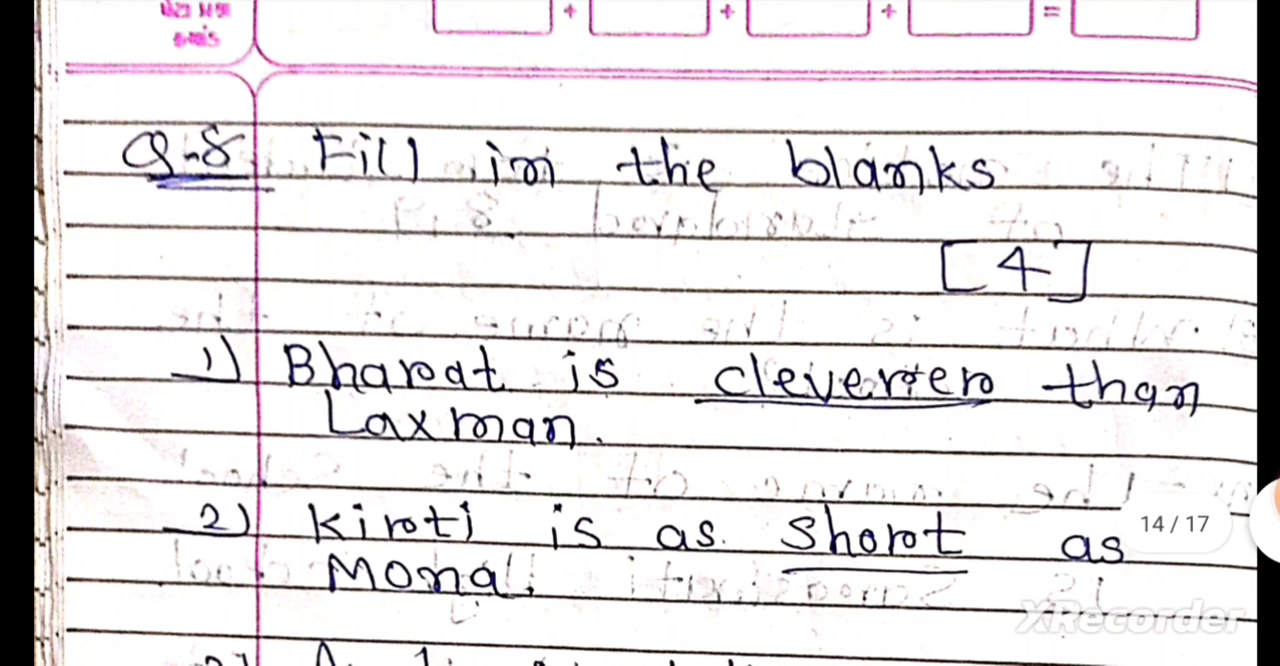 + + + =
Q-8 Fill in the blanks
[4]
1) Bharat is cleverer than
Laxman.
2) Kirti is as short as
Mona.
14 / 17
XRecorder